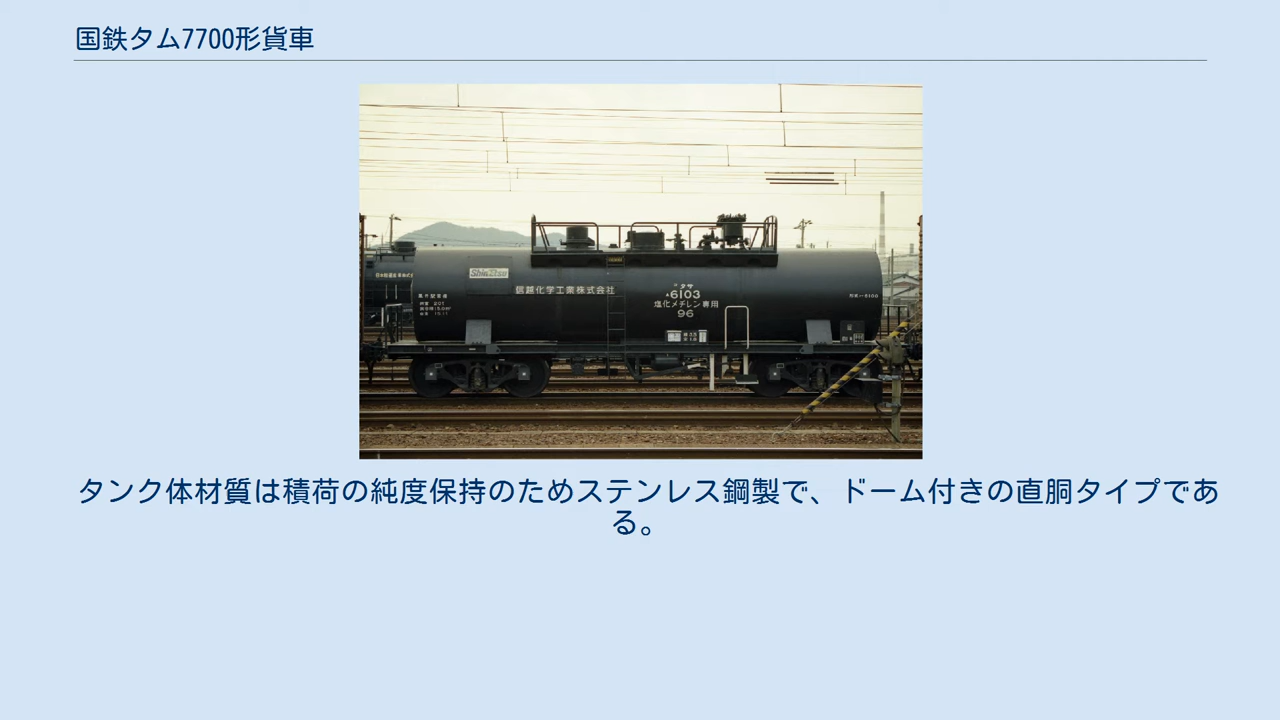 国鉄タム7700形貨車
Shin-Etsu
信越化学工業株式会社
タサ
6103
塩化メチレン専用
96
タンク体材質は積荷の純度保持のためステンレス鋼製で、ドーム付きの直胴タイプであ
る。